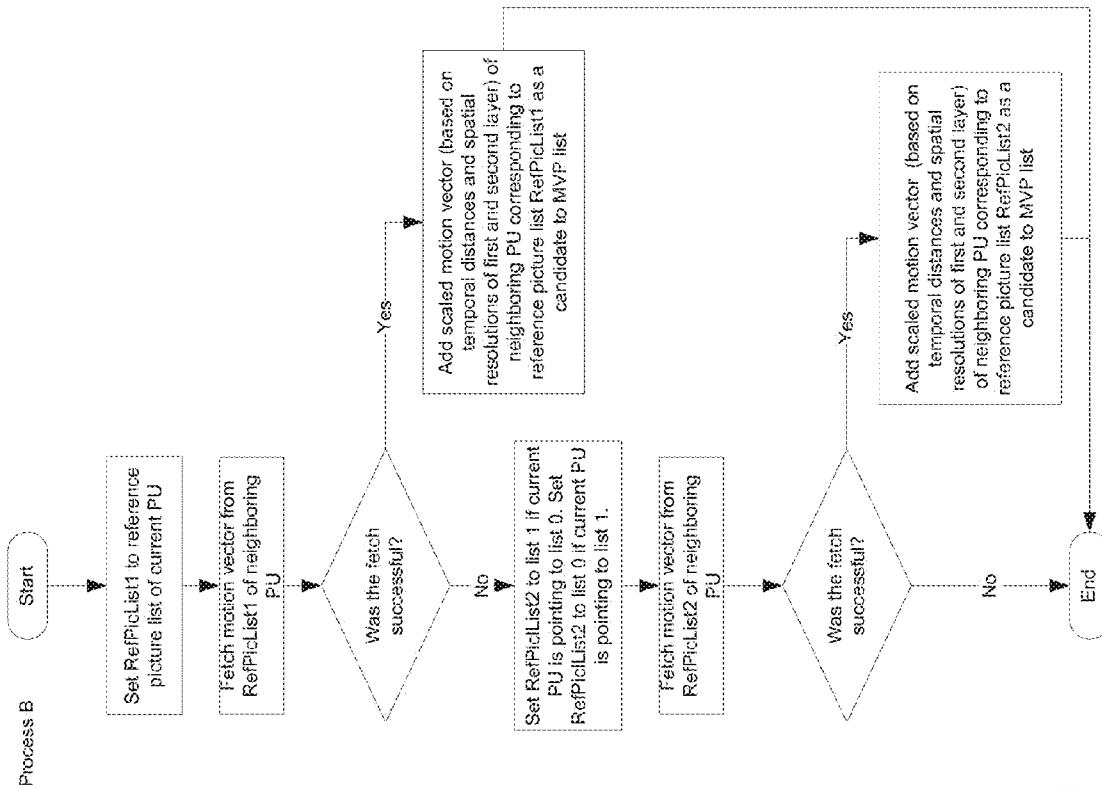 Process B
Start
Set RefPicList1 to reference
picture list of current PU
Fetch motion vector from
RefPicList1 of neighboring
PU
Was the fetch
successful?
Yes
Add scaled motion vector (based on
temporal distances and spatial
resolutions of first and second layer) of
neighboring PU corresponding to
reference picture list RefPicList1 as a
candidate to MVP list
No
Set RefPiclList2 to list 1 if current
PU is pointing to list 0. Set
RefPiclList2 to list 0 if current PU
is pointing to list 1.
Fetch motion vector from
RefPicList2 of neighboring
PU
Was the fetch
successful?
Yes
Add scaled motion vector (based on
temporal distances and spatial
resolutions of first and second layer)
of neighboring PU corresponding to
reference picture list RefPicList2 as a
candidate to MVP list
No
End